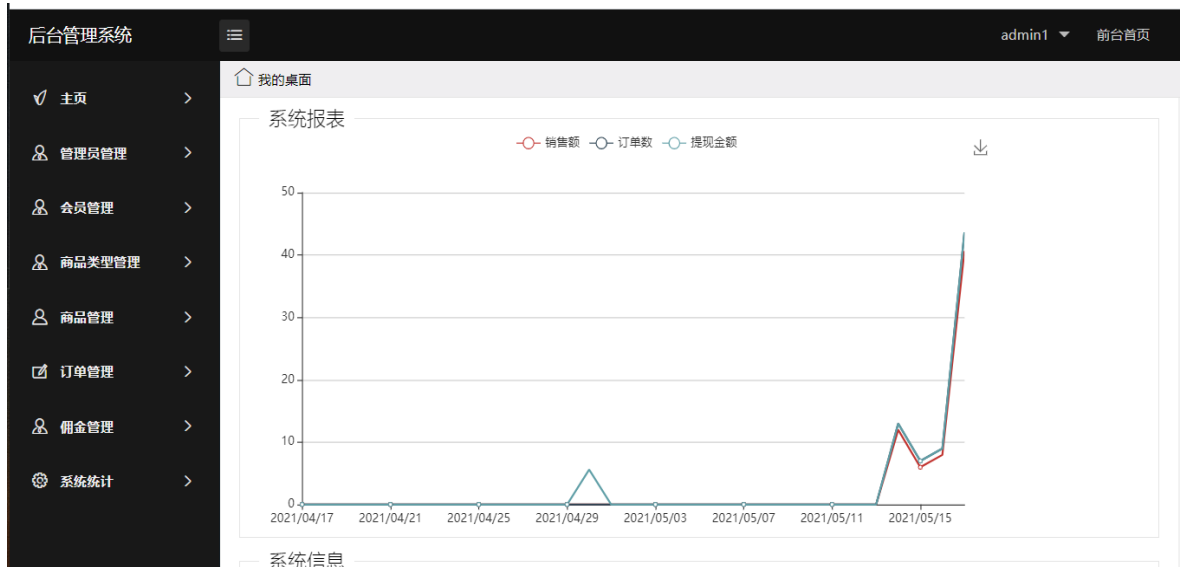 后台管理系统
admin1 前台首页
主页
管理员管理
会员管理
商品类型管理
商品管理
订单管理
佣金管理
系统统计
我的桌面
系统报表
销售额 订单数 提现金额
50
40
30
20
10
0
2021/04/17 2021/04/21 2021/04/25 2021/04/29 2021/05/03 2021/05/07 2021/05/11 2021/05/15
系统信息